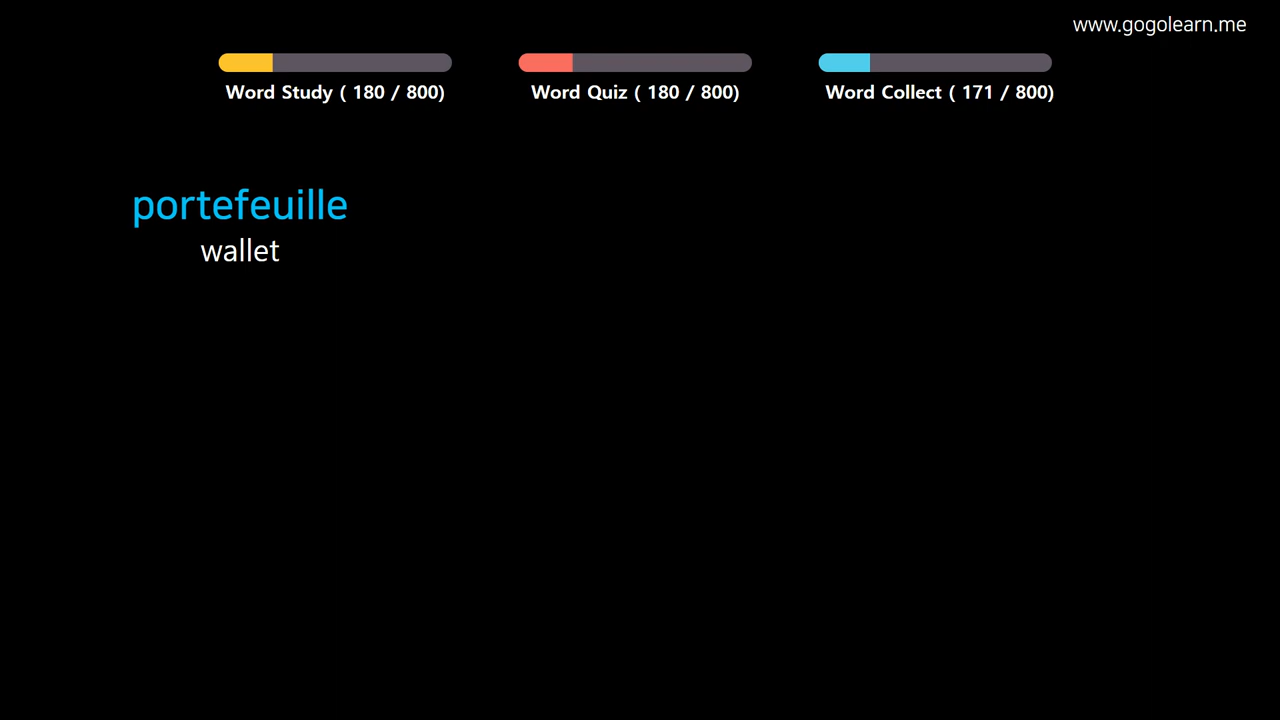 www.gogolearn.me
Word Study ( 180 / 800)
Word Quiz ( 180 / 800)
Word Collect ( 171 / 800)
portefeuille
wallet